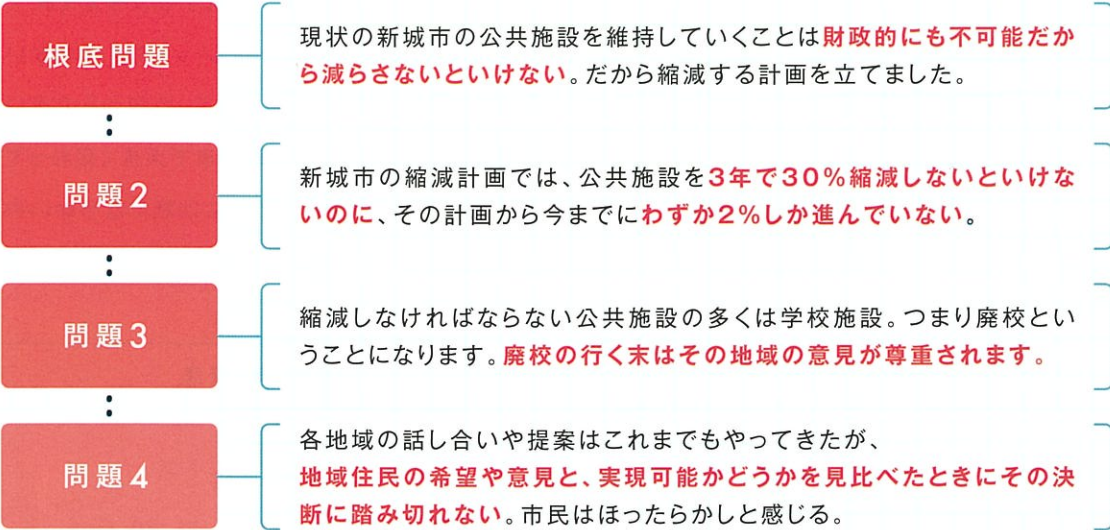 根底問題
現状の新城市の公共施設を維持していくことは財政的にも不可能だか
ら減らさないといけない。だから縮減する計画を立てました。
問題2
新城市の縮減計画では、公共施設を3年で30%縮減しないといけな
いのに、その計画から今までにわずか2%しか進んでいない。
問題3
縮減しなければならない公共施設の多くは学校施設。つまり廃校とい
うことになります。廃校の行く末はその地域の意見が尊重されます。
問題4
各地域の話し合いや提案はこれまでもやってきたが、
地域住民の希望や意見と、実現可能かどうかを見比べたときにその決
断に踏み切れない。市民はほったらかしと感じる。